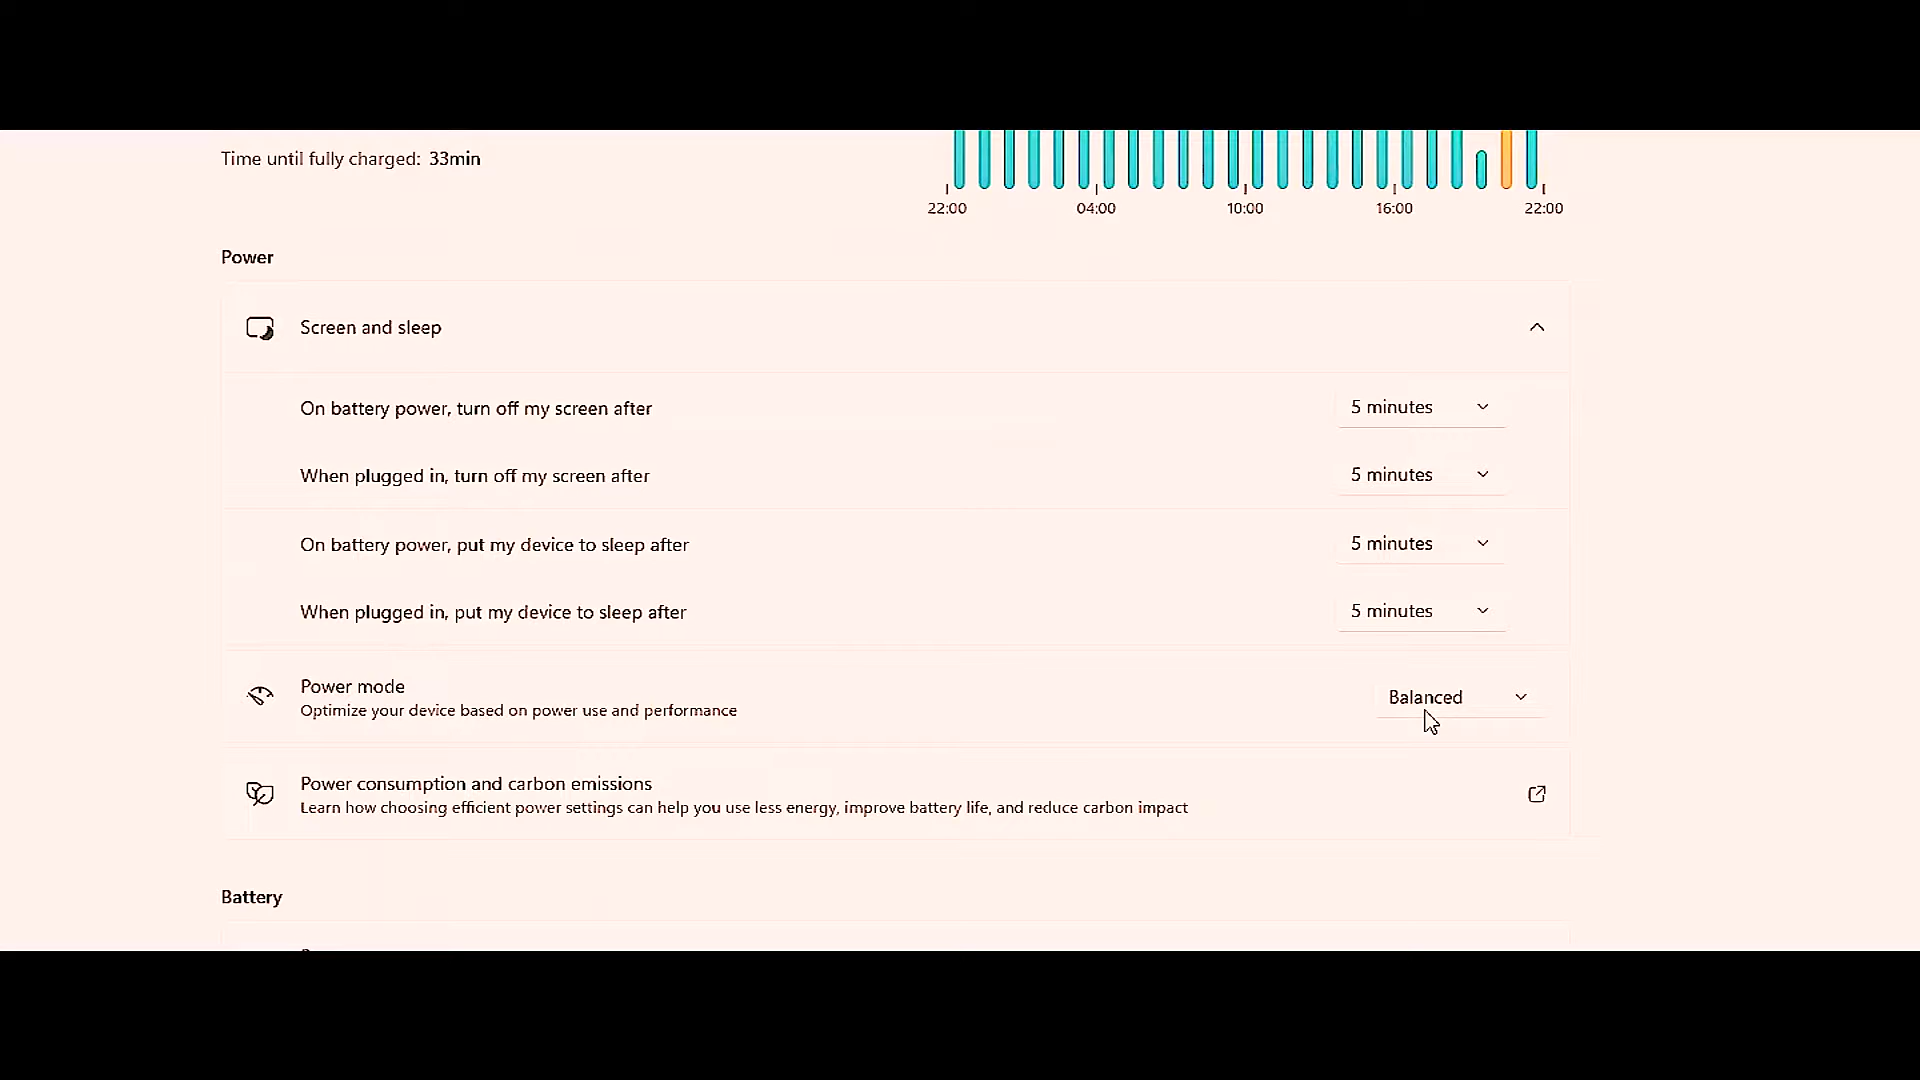 Time until fully charged: 33min
22:00 04:00 10:00 16:00 22:00
Power
Screen and sleep
On battery power, turn off my screen after 5 minutes
When plugged in, turn off my screen after 5 minutes
On battery power, put my device to sleep after 5 minutes
When plugged in, put my device to sleep after 5 minutes
Power mode
Optimize your device based on power use and performance
Balanced
Power consumption and carbon emissions
Learn how choosing efficient power settings can help you use less energy, improve battery life, and reduce carbon impact
Battery